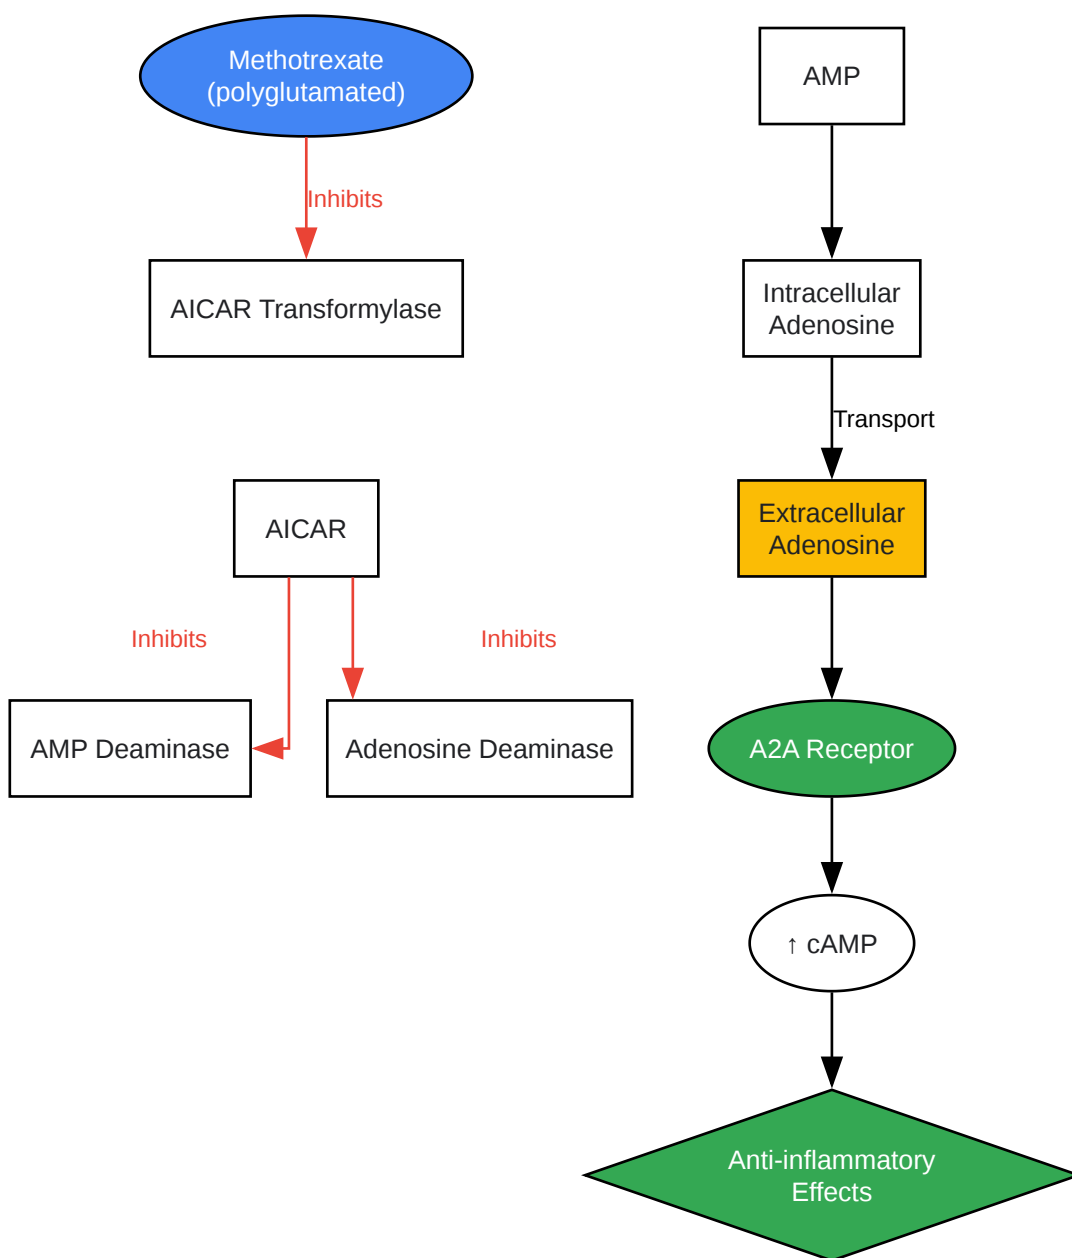 Methotrexate
(polyglutamated)
Inhibits
AICAR Transformylase
AICAR
Inhibits
Inhibits
AMP Deaminase
Adenosine Deaminase
AMP
Intracellular
Adenosine
Transport
Extracellular
Adenosine
A2A Receptor
↑ cAMP
Anti-inflammatory
Effects